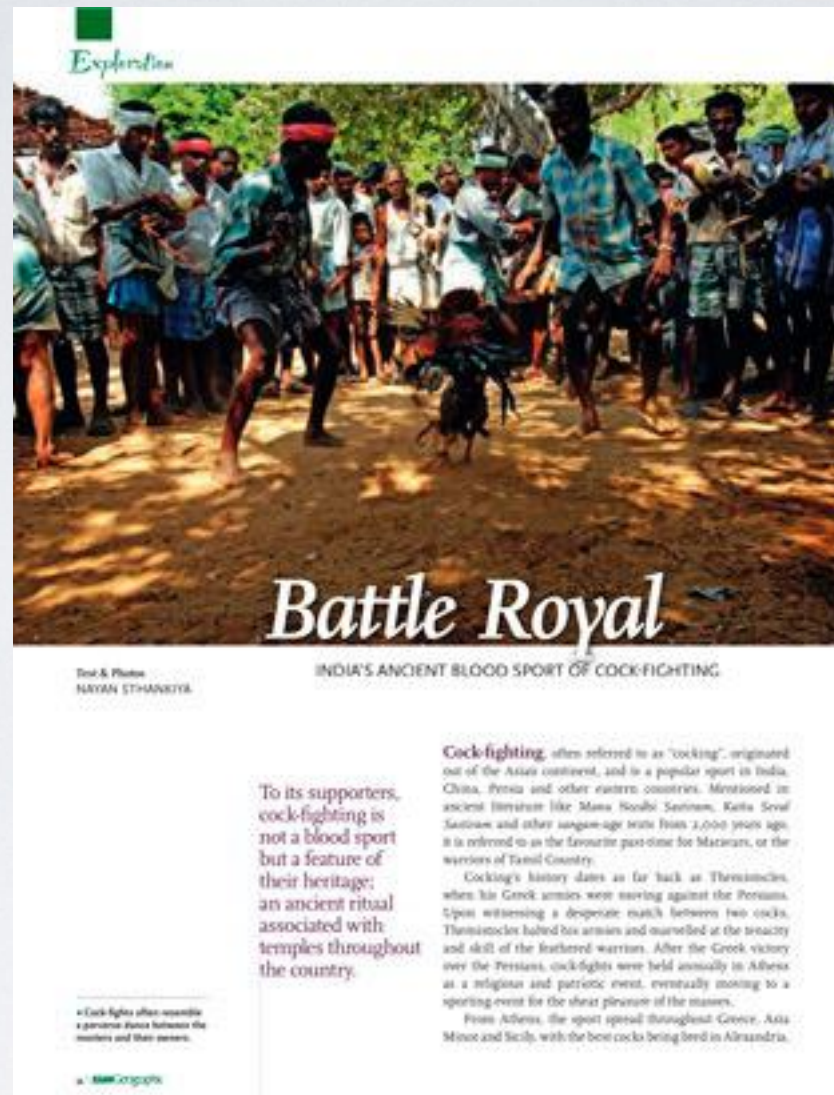 Exploration
Battle Royal
INDIA'S ANCIENT BLOOD SPORT OF COCK-FIGHTING
Text & Photos
NAYAN STHANKIYA
To its supporters,
cock-fighting is
not a blood sport
but a feature of
their heritage;
an ancient ritual
associated with
temples throughout
the country.
Cock-fighting, often referred to as "cocking", originated
out of the Asian continent, and is a popular sport in India,
China, Persia and other eastern countries. Mentioned in
ancient literature like Manu Needhi Sastiram, Kattu Seval
Sastiram and other sangam-age texts from 2,000 years ago,
it is referred to as the favourite past-time for Maravars, or the
warriors of Tamil Country.
Cocking's history dates as far back as Themistocles,
when his Greek armies were moving against the Persians.
Upon witnessing a desperate match between two cocks,
Themistocles halted his armies and marvelled at the tenacity
and skill of the feathered warriors. After the Greek victory
over the Persians, cock-fights were held annually in Athens
as a religious and patriotic event, eventually moving to a
sporting event for the shear pleasure of the masses.
From Athens, the sport spread throughout Greece, Asia
Minor and Sicily, with the best cocks being bred in Alexandria,
Cock-fights often resemble
a perverse dance between the
roosters and their owners.
Geographic